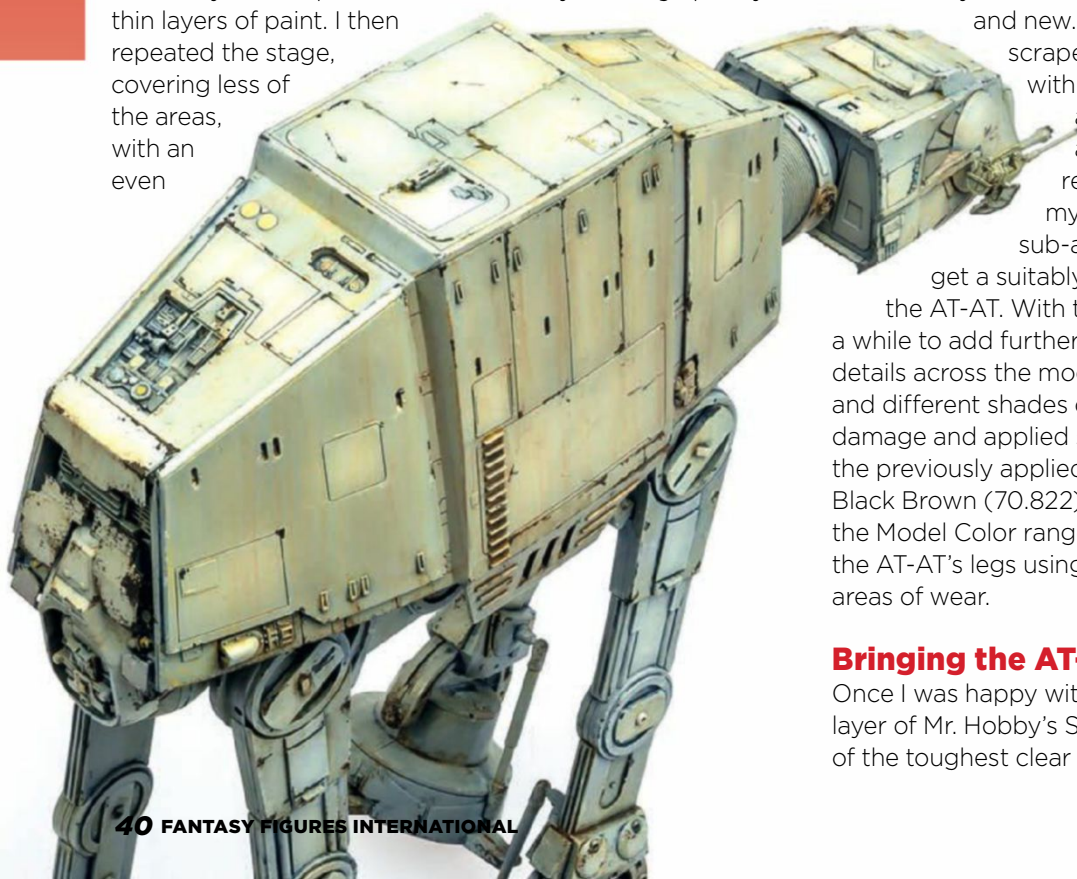 thin layers of paint. I then
repeated the stage,
covering less of
the areas,
with an
even
and new.
scrape
with
re
my
sub-a
get a suitably
the AT-AT. With t
a while to add further
details across the mo
and different shades
damage and applied
the previously applied
Black Brown (70.822)
the Model Color rang
the AT-AT’s legs using
areas of wear.
Bringing the AT-
Once I was happy wit
layer of Mr. Hobby’s S
of the toughest clear
40 FANTASY FIGURES INTERNATIONAL